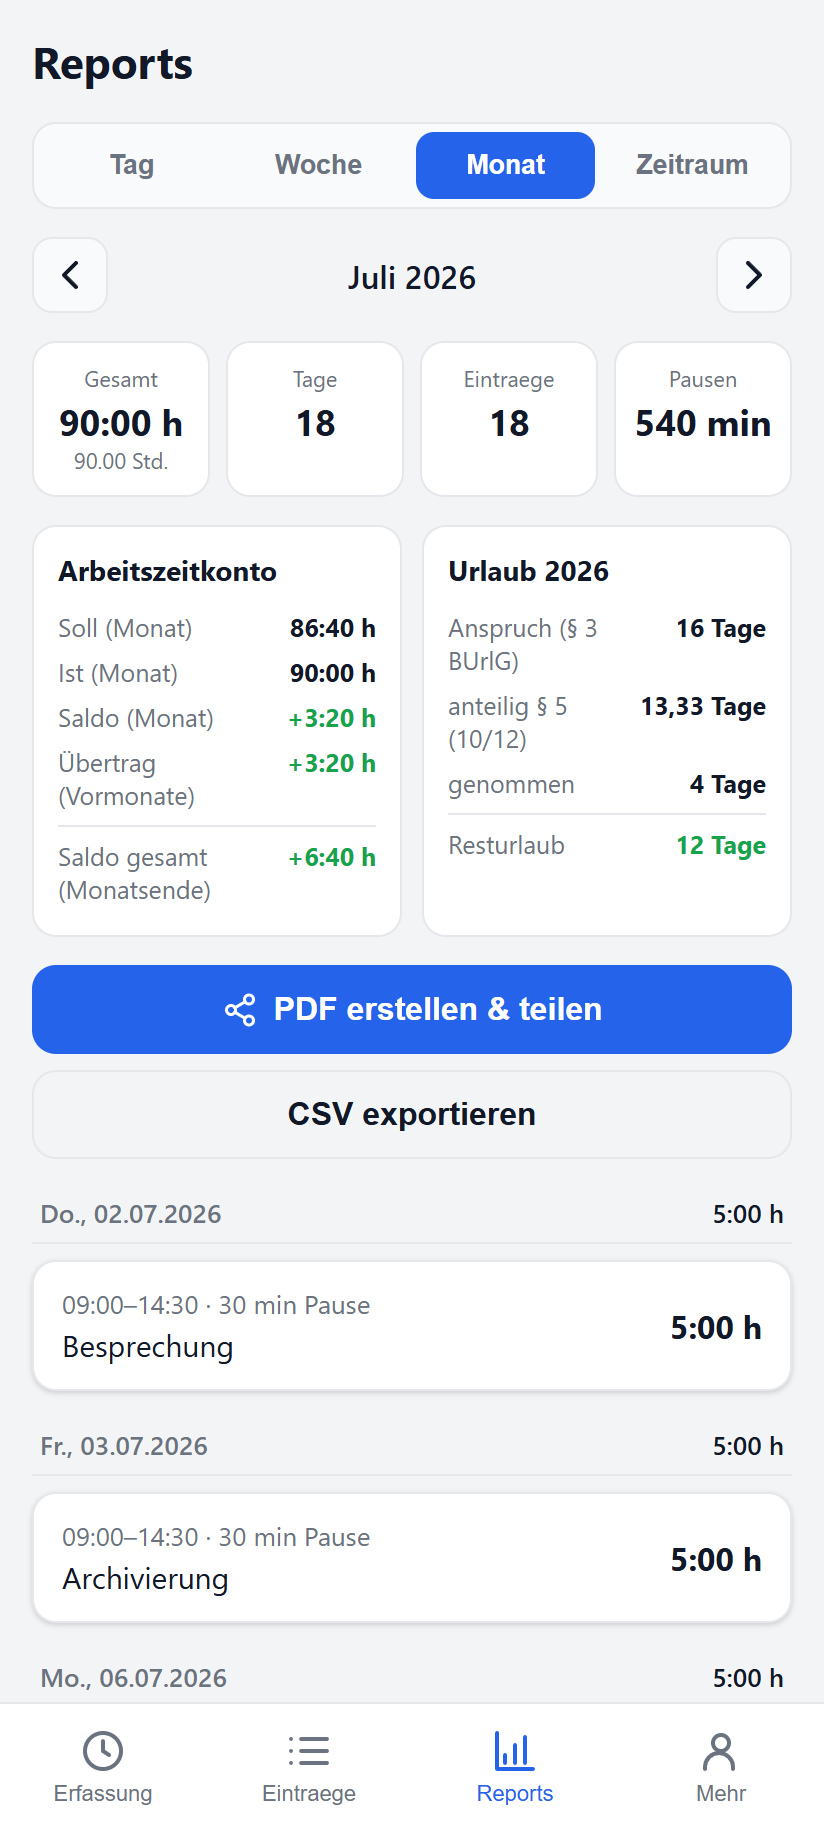 Reports
Tag
Woche
Monat
Zeitraum
Juli 2026
Gesamt
90:00 h
90.00 Std.
Tage
18
Eintraege
18
Pausen
540 min
Arbeitszeitkonto
Soll (Monat) 86:40 h
Ist (Monat) 90:00 h
Saldo (Monat) +3:20 h
Übertrag +3:20 h
(Vormonate)
Saldo gesamt +6:40 h
(Monatsende)
Urlaub 2026
Anspruch (§ 3 16 Tage
BUrlG)
anteilig § 5 13,33 Tage
(10/12)
genommen 4 Tage
Resturlaub 12 Tage
PDF erstellen & teilen
CSV exportieren
Do., 02.07.2026 5:00 h
09:00–14:30 · 30 min Pause
Besprechung
5:00 h
Fr., 03.07.2026 5:00 h
09:00–14:30 · 30 min Pause
Archivierung
5:00 h
Mo., 06.07.2026 5:00 h
Erfassung
Eintraege
Reports
Mehr